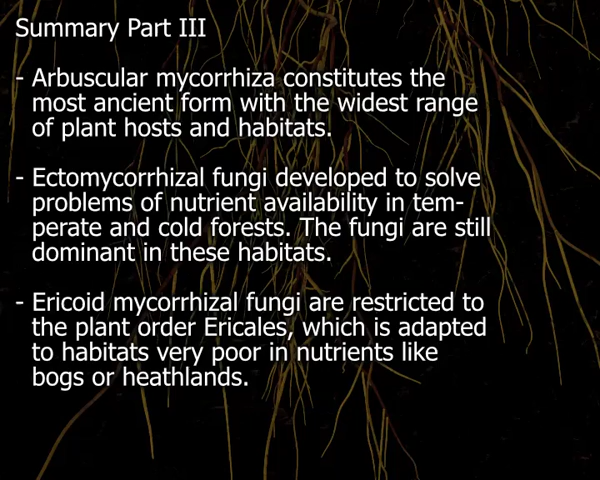 Summary Part III
- Arbuscular mycorrhiza constitutes the
most ancient form with the widest range
of plant hosts and habitats.
- Ectomycorrhizal fungi developed to solve
problems of nutrient availability in tem-
perate and cold forests. The fungi are still
dominant in these habitats.
- Ericoid mycorrhizal fungi are restricted to
the plant order Ericales, which is adapted
to habitats very poor in nutrients like
bogs or heathlands.